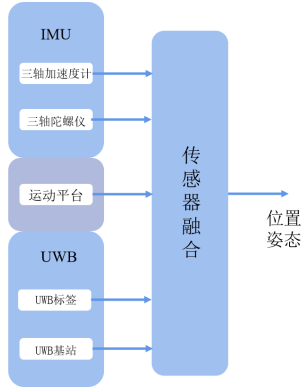 IMU
三轴加速度计
三轴陀螺仪
运动平台
UWB
UWB标签
UWB基站
传感器融合
位置
姿态